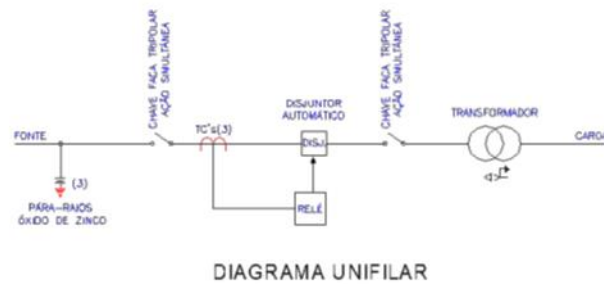 CHAVE FACA TRIPOLAR
AÇÃO SIMULTÂNEA
CHAVE FACA TRIPOLAR
AÇÃO SIMULTÂNEA
DISJUNTOR
AUTOMÁTICO
TRANSFORMADOR
FONTE
TC's(3)
DISJ.
CARGA
(3)
PÁRA-RAIOS
ÓXIDO DE ZINCO
RELÉ
DIAGRAMA UNIFILAR